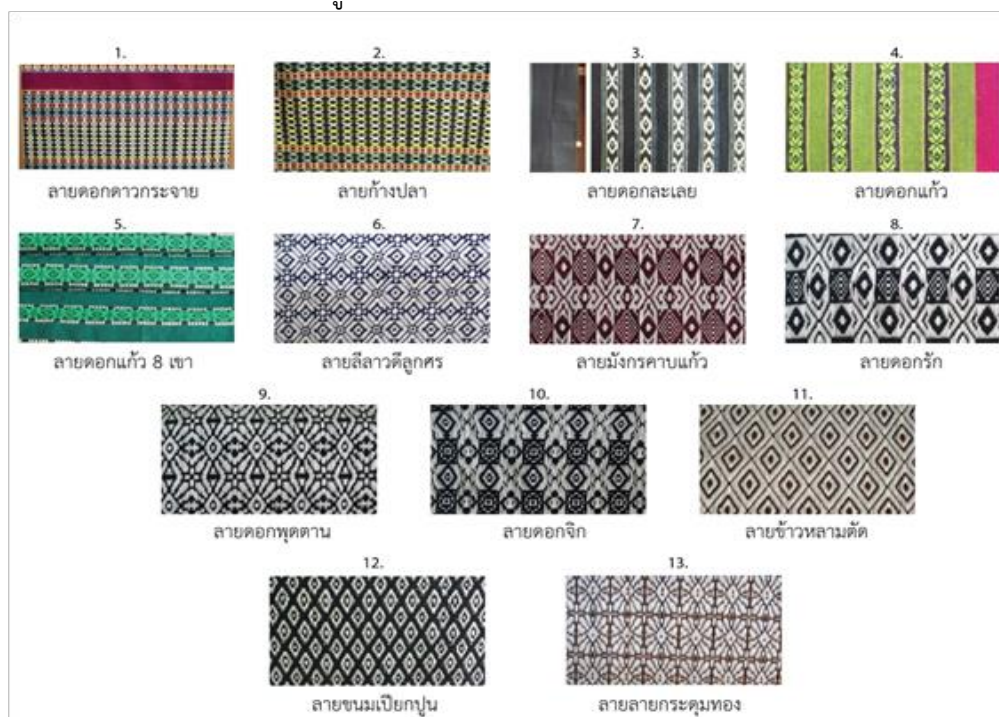 1.
2.
3.
4.
ลายดอกดาวกระจาย
ลายก้างปลา
ลายดอกละเลย
ลายดอกแก้ว
5.
6.
7.
8.
ลายดอกแก้ว 8 เขา
ลายลีลาวดีลูกศร
ลายมังกรคาบแก้ว
ลายดอกรัก
9.
10.
11.
ลายดอกพุดตาน
ลายดอกจิก
ลายข้าวหลามตัด
12.
13.
ลายขนมเปียกปูน
ลายลายกระดุมทอง